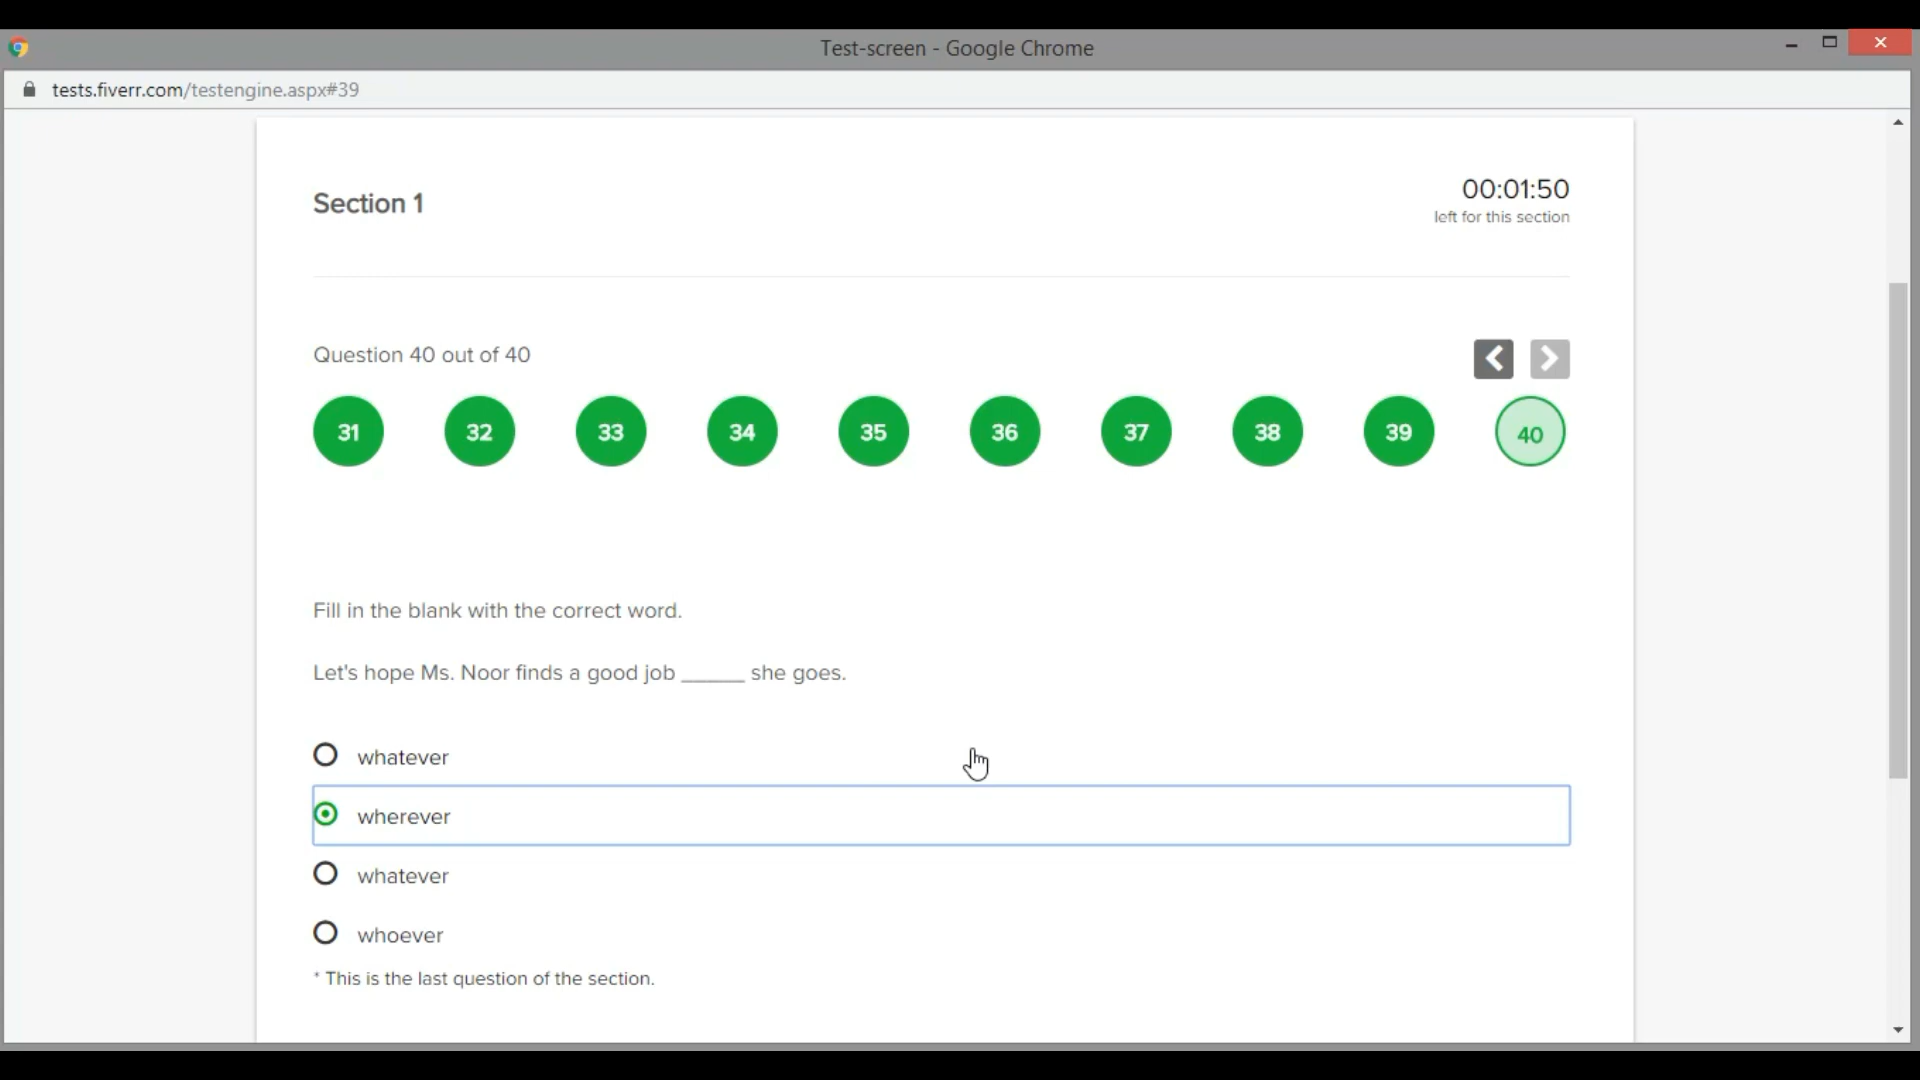 Test-screen - Google Chrome
tests.fiverr.com/testengine.aspx#39
Section 1
00:01:50
left for this section
Question 40 out of 40
31 32 33 34 35 36 37 38 39 40
Fill in the blank with the correct word.
Let's hope Ms. Noor finds a good job ______ she goes.
whatever
wherever
whatever
whoever
* This is the last question of the section.